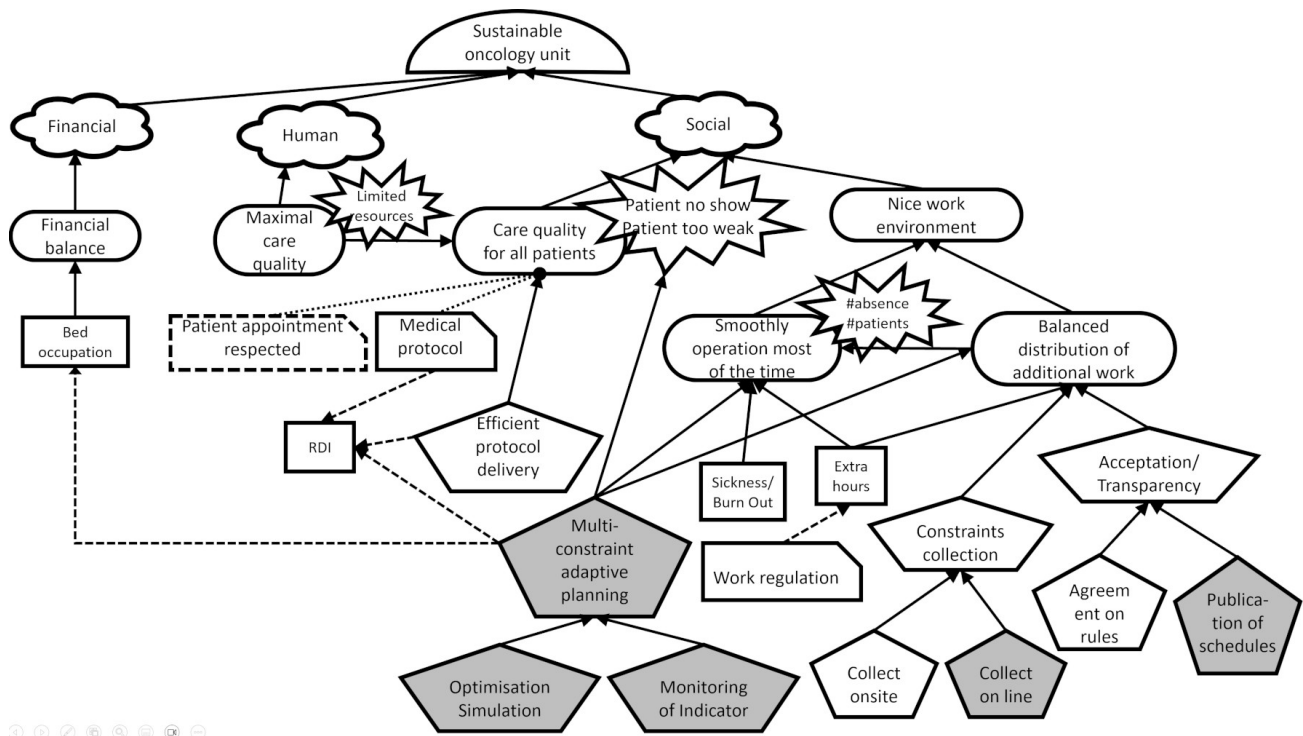 Sustainable
oncology unit
Financial
Human
Social
Limited
resources
Patient no show
Patient too weak
Financial
balance
Maximal
care
quality
Care quality
for all patients
Nice work
environment
#absence
#patients
Bed
occupation
Patient appointment
respected
Medical
protocol
Smoothly
operation most
of the time
Balanced
distribution of
additional work
RDI
Efficient
protocol
delivery
Sickness/
Burn Out
Extra
hours
Acceptation/
Transparency
Multi-
constraint
adaptive
planning
Constraints
collection
Work regulation
Agreem
ent on
rules
Publica-
tion of
schedules
Optimisation
Simulation
Monitoring
of Indicator
Collect
onsite
Collect
on line